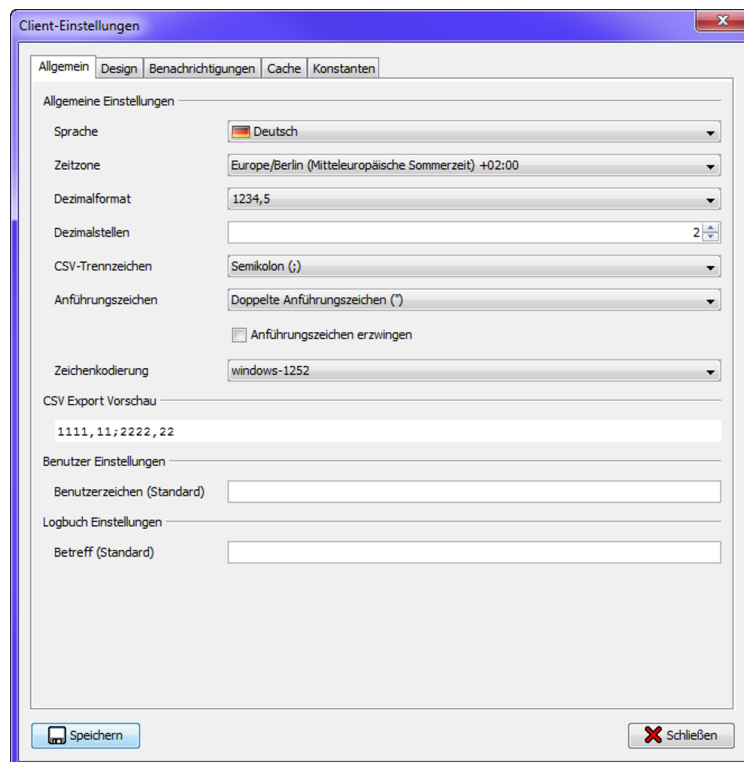 Client-Einstellungen
Allgemein Design Benachrichtigungen Cache Konstanten
Allgemeine Einstellungen
Sprache Deutsch
Zeitzone Europe/Berlin (Mitteleuropäische Sommerzeit) +02:00
Dezimalformat 1234,5
Dezimalstellen 2
CSV-Trennzeichen Semikolon (;)
Anführungszeichen Doppelte Anführungszeichen (")
Anführungszeichen erzwingen
Zeichenkodierung windows-1252
CSV Export Vorschau
1111,11;2222,22
Benutzer Einstellungen
Benutzerzeichen (Standard)
Logbuch Einstellungen
Betreff (Standard)
Speichern Schließen